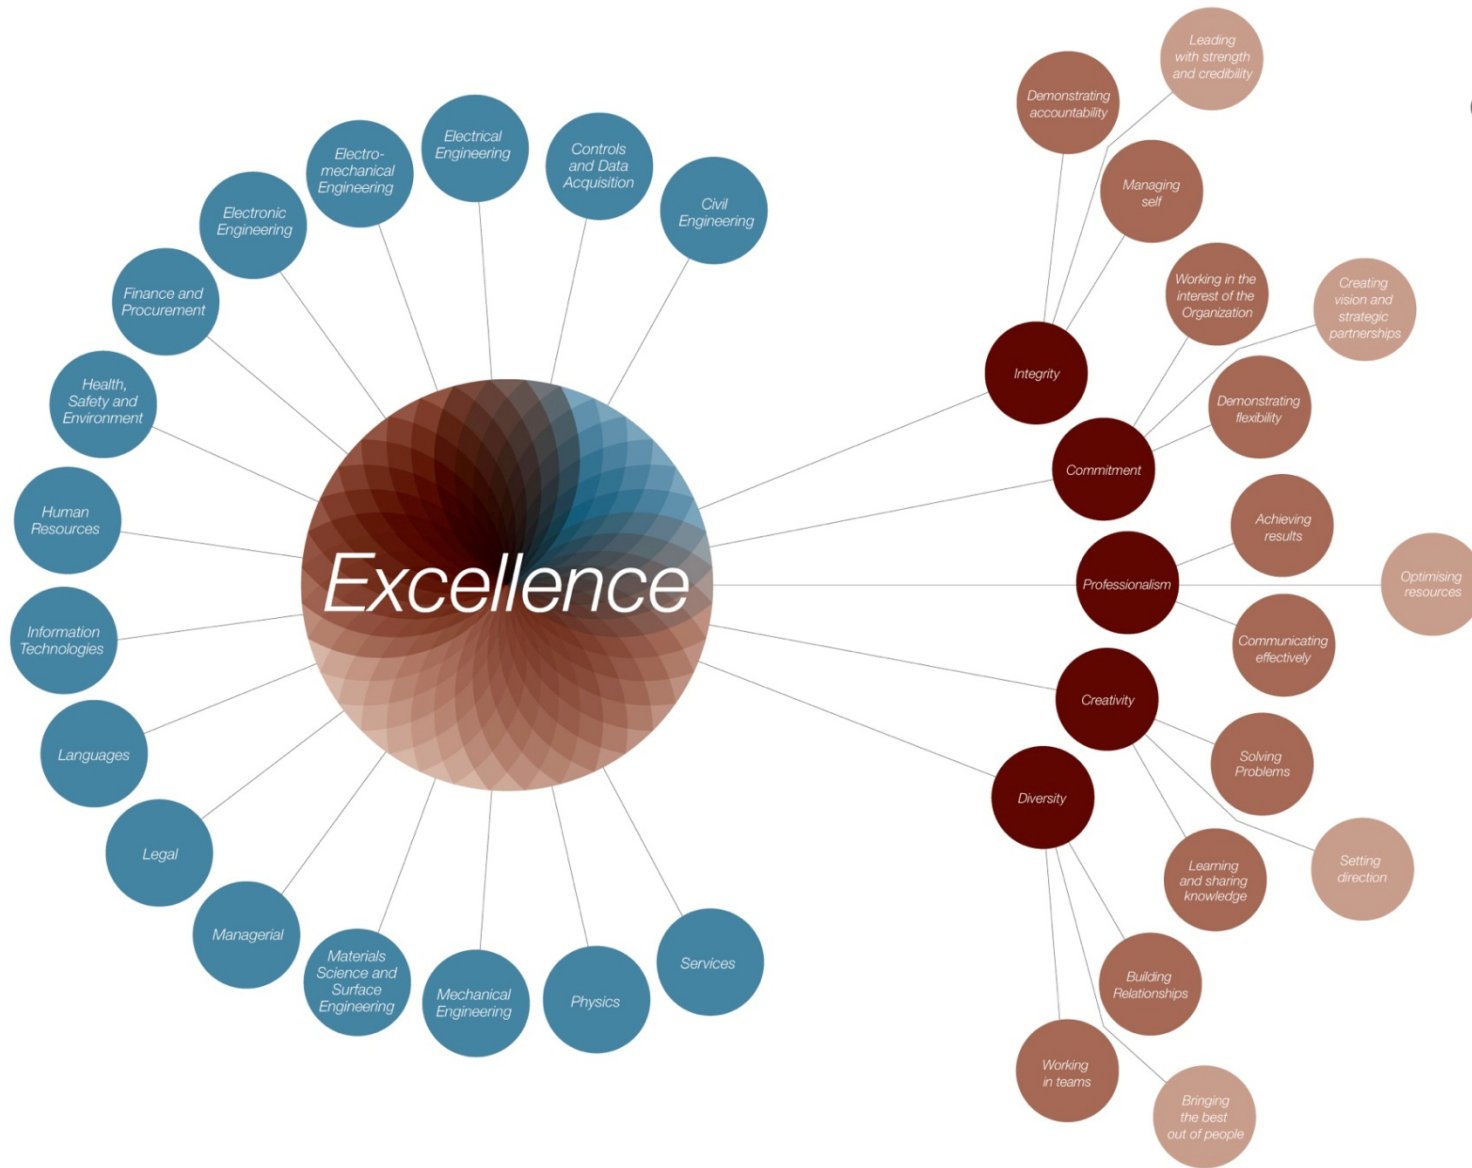 Excellence
Civil
Engineering
Controls
and Data
Acquisition
Electrical
Engineering
Electro-
mechanical
Engineering
Electronic
Engineering
Finance and
Procurement
Health,
Safety and
Environment
Human
Resources
Information
Technologies
Languages
Legal
Managerial
Materials
Science and
Surface
Engineering
Mechanical
Engineering
Physics
Services
Integrity
Demonstrating
accountability
Leading
with strength
and credibility
Managing
self
Commitment
Working in the
interest of the
Organization
Creating
vision and
strategic
partnerships
Demonstrating
flexibility
Professionalism
Achieving
results
Optimising
resources
Communicating
effectively
Creativity
Solving
Problems
Setting
direction
Learning
and sharing
knowledge
Diversity
Building
Relationships
Bringing
the best
out of people
Working
in teams